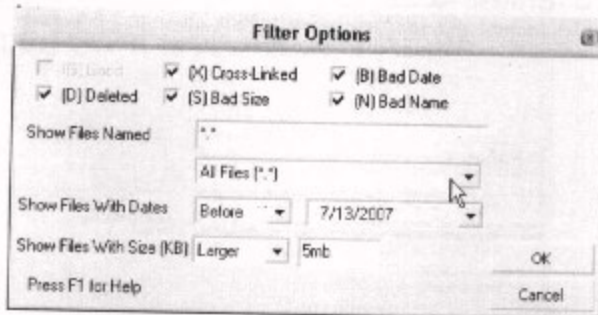 Filter Options
(X) Cross-Linked (B) Bad Date
(D) Deleted (S) Bad Size (N) Bad Name
Show Files Named *.*
All Files (*.*)
Show Files With Dates Before 7/13/2007
Show Files With Size (KB) Larger 5mb
OK
Press F1 for Help
Cancel